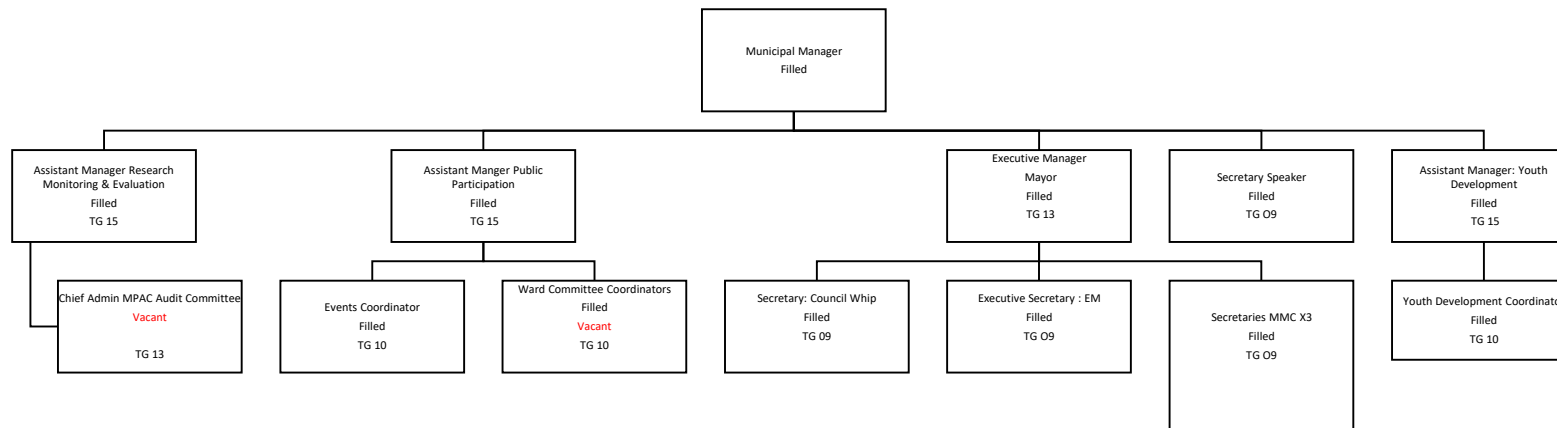 Municipal Manager
Filled
Assistant Manager Research
Monitoring & Evaluation
Filled
TG 15
Assistant Manger Public
Participation
Filled
TG 15
Executive Manager
Mayor
Filled
TG 13
Secretary Speaker
Filled
TG O9
Assistant Manager: Youth
Development
Filled
TG 15
Chief Admin MPAC Audit Committee
Vacant
TG 13
Events Coordinator
Filled
TG 10
Ward Committee Coordinators
Filled
Vacant
TG 10
Secretary: Council Whip
Filled
TG 09
Executive Secretary : EM
Filled
TG O9
Secretaries MMC X3
Filled
TG O9
Youth Development Coordinato
Filled
TG 10